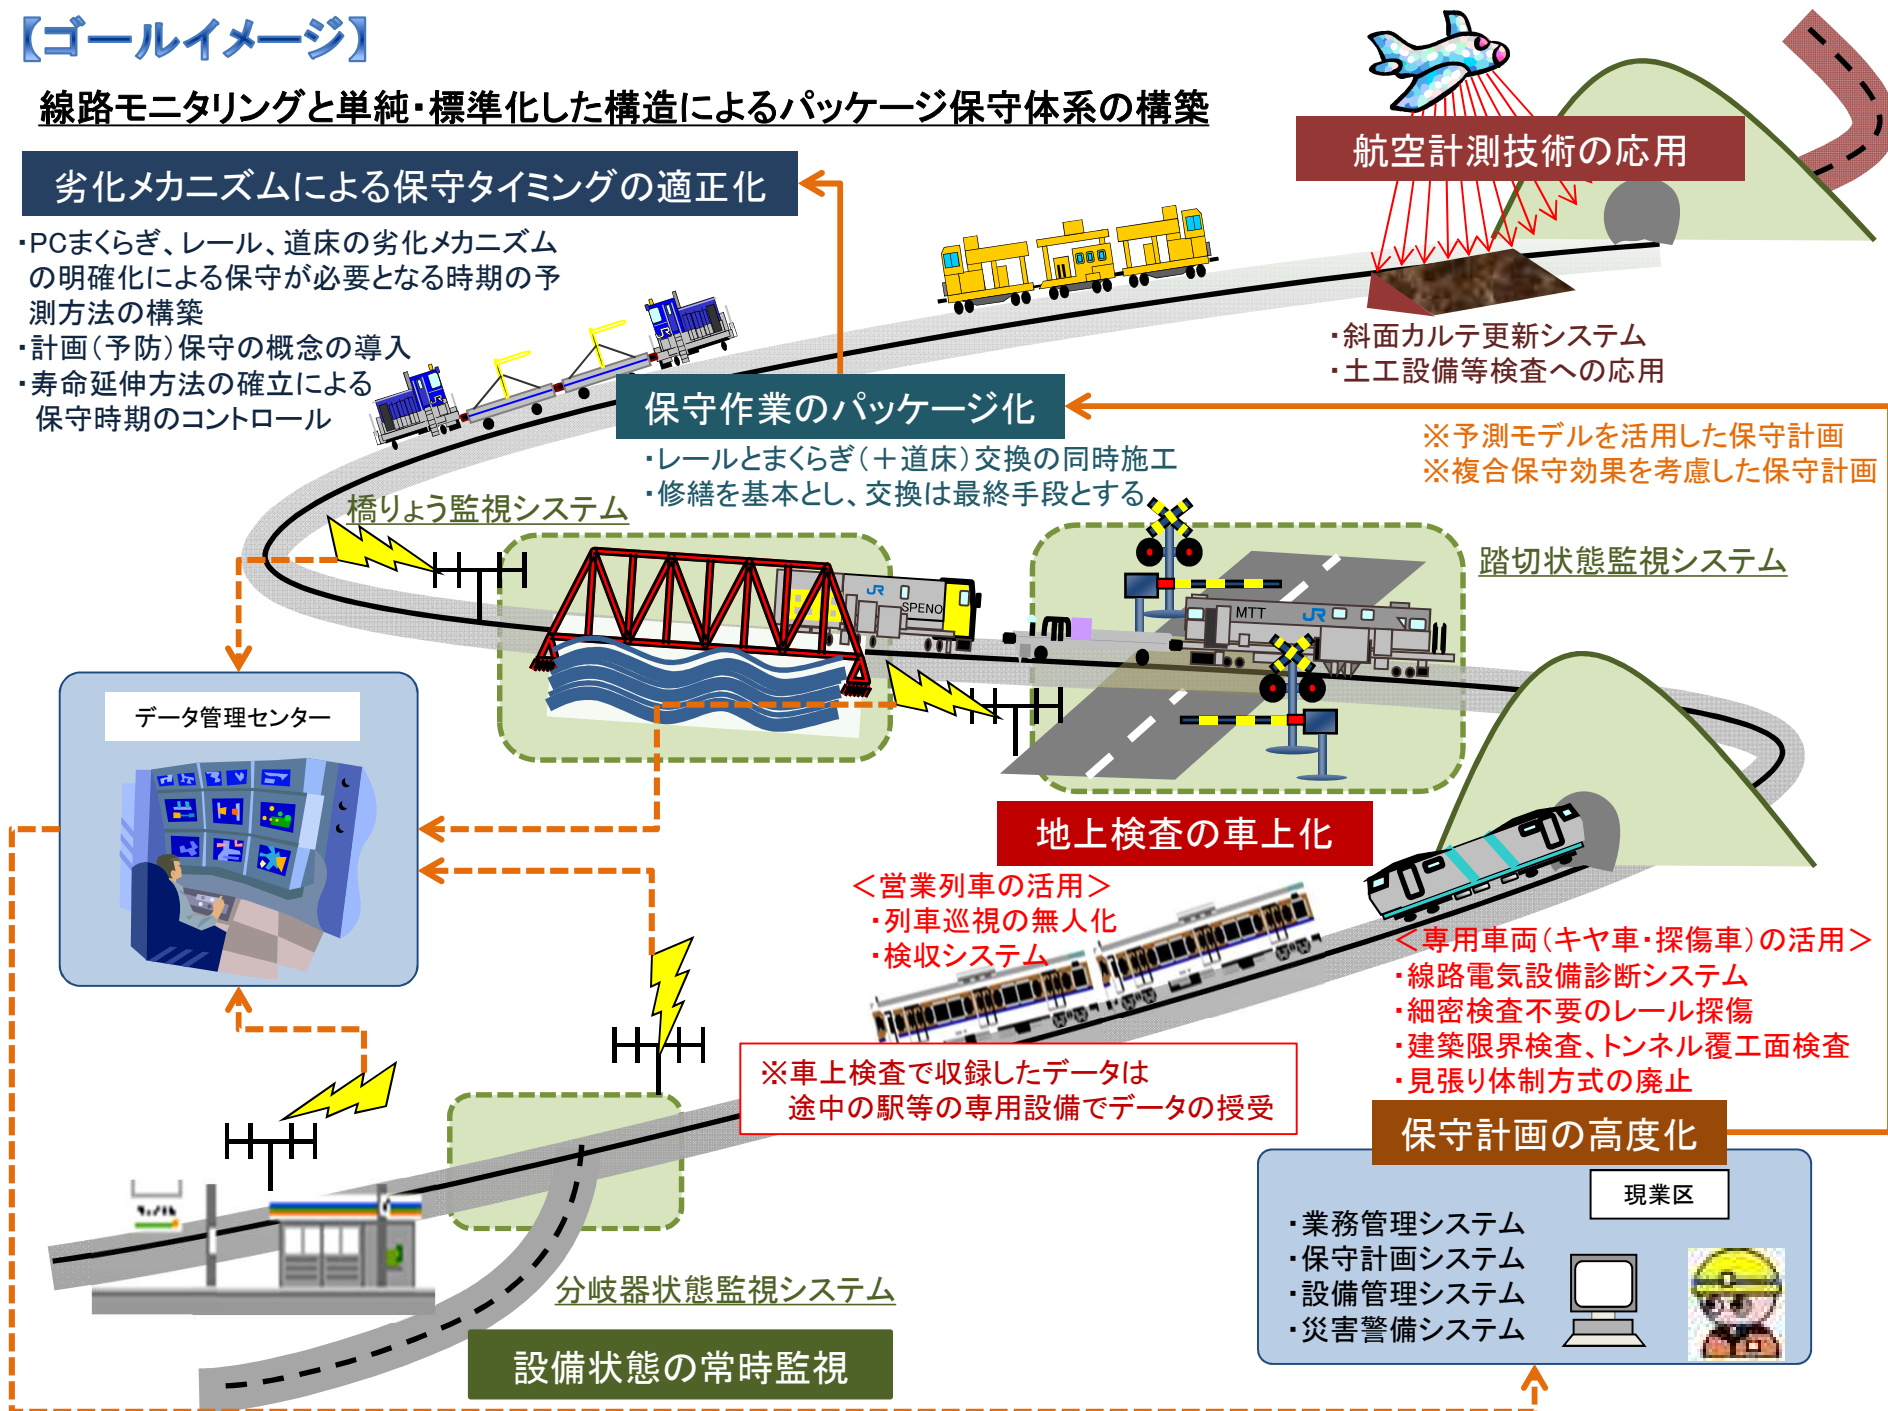 【ゴールイメージ】
線路モニタリングと単純・標準化した構造によるパッケージ保守体系の構築
航空計測技術の応用
劣化メカニズムによる保守タイミングの適正化
・PCまくらぎ、レール、道床の劣化メカニズム
の明確化による保守が必要となる時期の予
測方法の構築
・計画（予防）保守の概念の導入
・寿命延伸方法の確立による
保守時期のコントロール
・斜面カルテ更新システム
・土工設備等検査への応用
保守作業のパッケージ化
・レールとまくらぎ（＋道床）交換の同時施工
・修繕を基本とし、交換は最終手段とする
※予測モデルを活用した保守計画
※複合保守効果を考慮した保守計画
橋りょう監視システム
踏切状態監視システム
JR
SPENO
MTT
JR
データ管理センター
地上検査の車上化
＜営業列車の活用＞
・列車巡視の無人化
・検収システム
＜専用車両（キヤ車・探傷車）の活用＞
・線路電気設備診断システム
・細密検査不要のレール探傷
・建築限界検査、トンネル覆工面検査
・見張り体制方式の廃止
※車上検査で収録したデータは
途中の駅等の専用設備でデータの授受
保守計画の高度化
現業区
・業務管理システム
・保守計画システム
・設備管理システム
・災害警備システム
分岐器状態監視システム
設備状態の常時監視